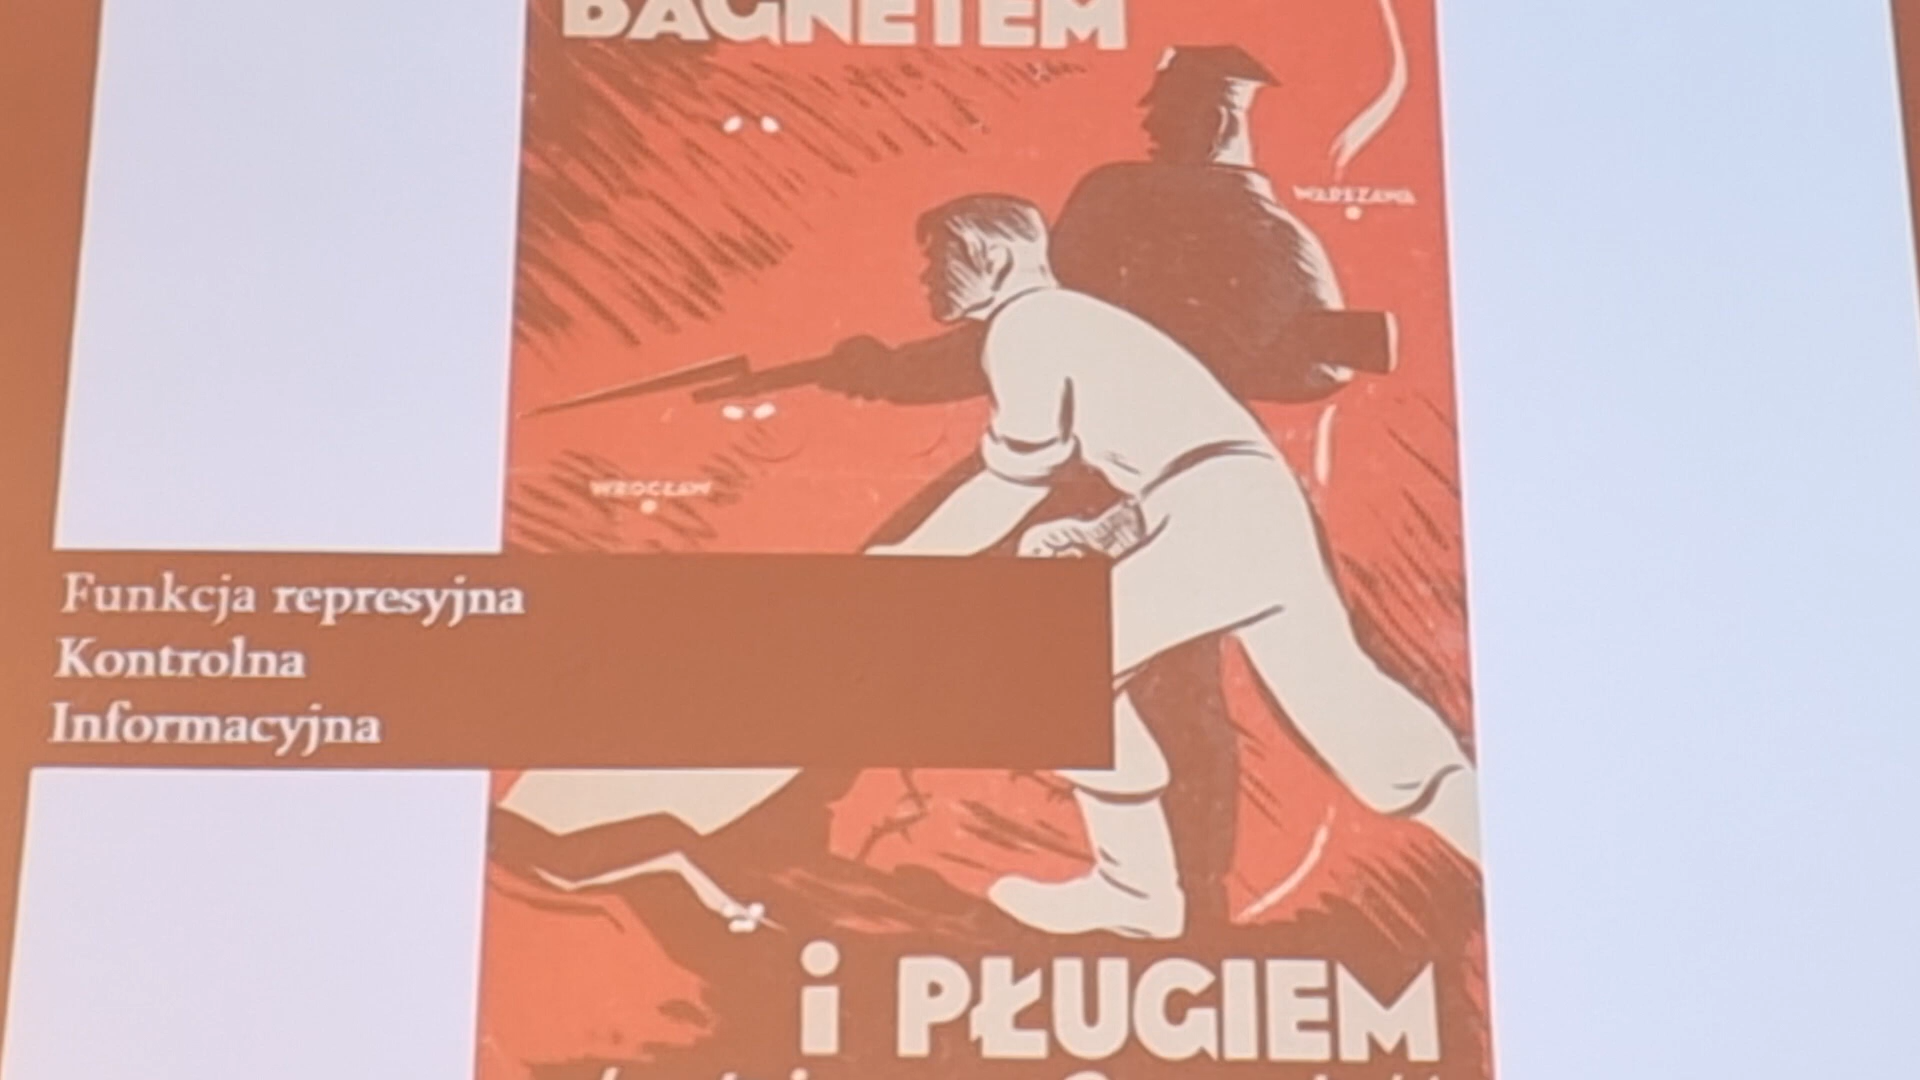 BAGNETEM
WARSZAWA
WROCŁAW
Funkcja represyjna
Kontrolna
Informacyjna
i PŁUGIEM